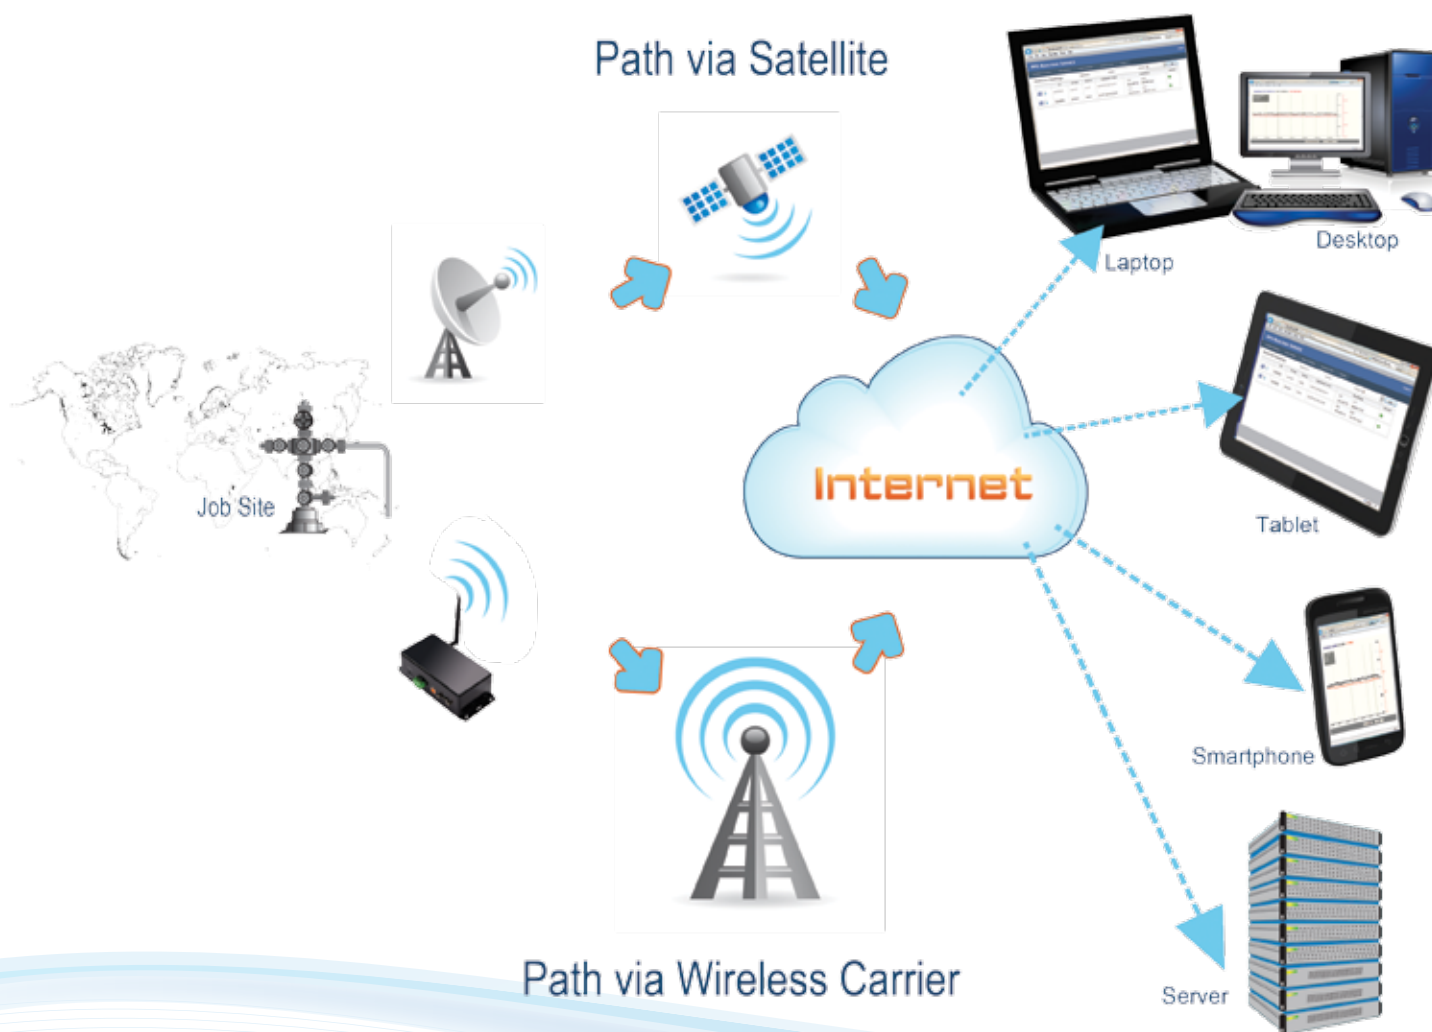 Path via Satellite
Desktop
Laptop
Internet
Job Site
Tablet
Smartphone
Path via Wireless Carrier
Server